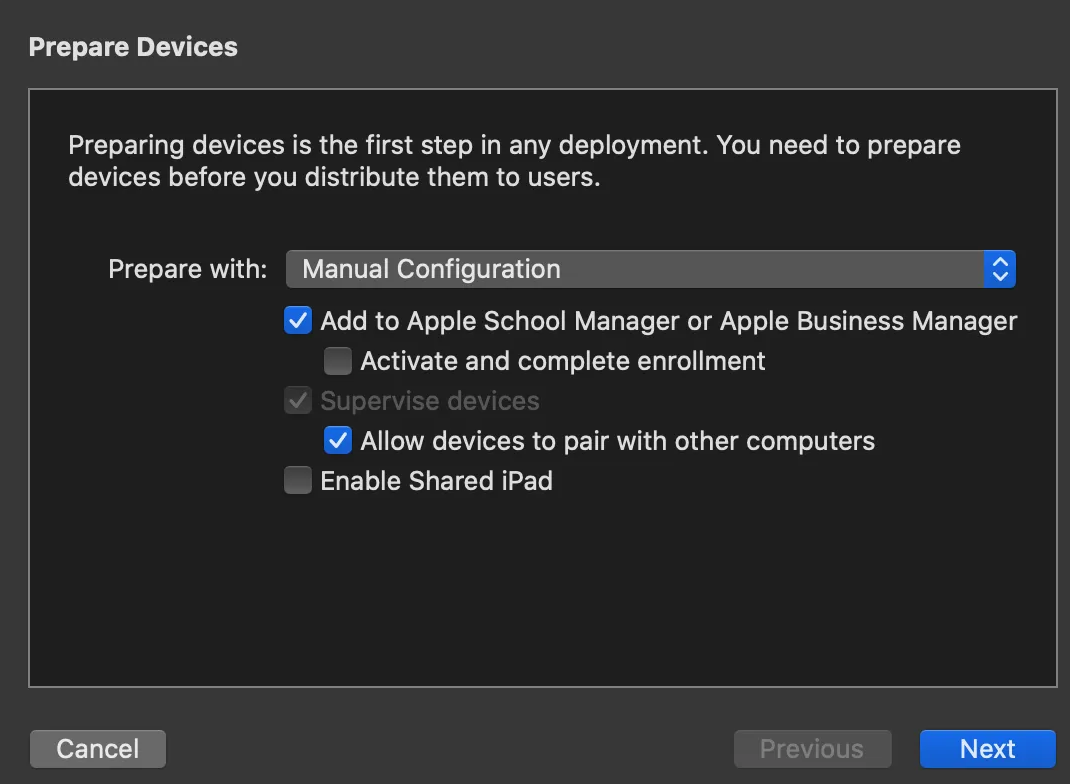 Prepare Devices
Preparing devices is the first step in any deployment. You need to prepare
devices before you distribute them to users.
Prepare with: Manual Configuration
Add to Apple School Manager or Apple Business Manager
Activate and complete enrollment
Supervise devices
Allow devices to pair with other computers
Enable Shared iPad
Cancel Previous Next